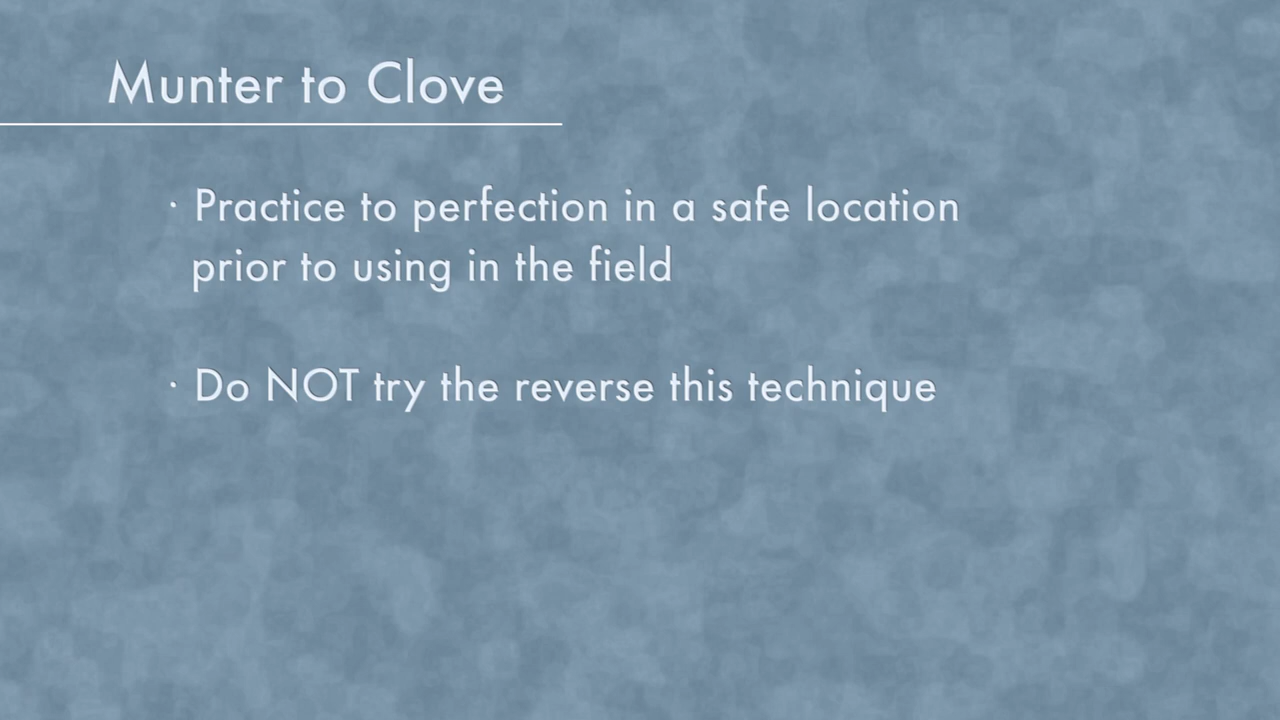 Munter to Clove
· Practice to perfection in a safe location
prior to using in the field
· Do NOT try the reverse this technique